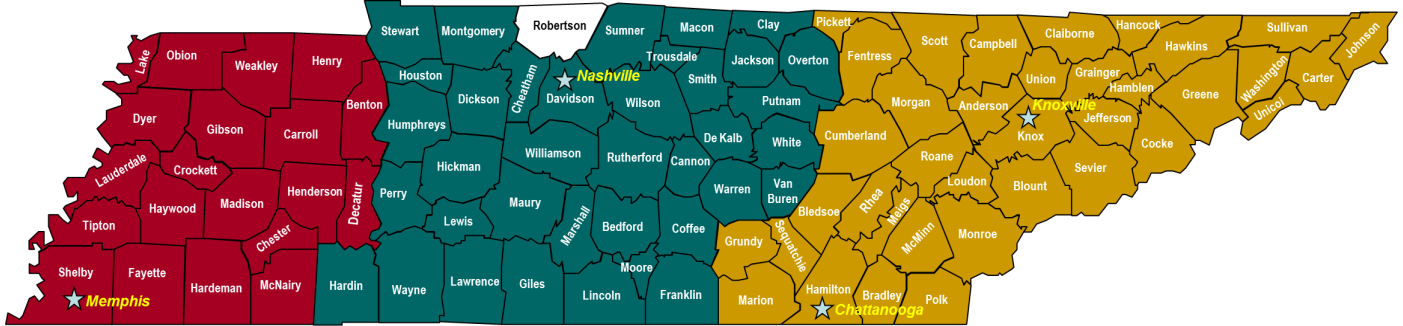 Lake
Obion
Weakley
Henry
Stewart
Montgomery
Robertson
Sumner
Macon
Clay
Pickett
Fentress
Scott
Campbell
Claiborne
Hancock
Hawkins
Sullivan
Johnson
Houston
Cheatham
Nashville
Trousdale
Smith
Jackson
Overton
Union
Grainger
Hamblen
Greene
Washington
Unicoi
Carter
Dyer
Gibson
Carroll
Benton
Humphreys
Dickson
Davidson
Wilson
Putnam
Morgan
Anderson
Knoxville
Knox
Jefferson
Cocke
Lauderdale
Crockett
Hickman
Williamson
Rutherford
Cannon
De Kalb
White
Cumberland
Roane
Loudon
Blount
Sevier
Haywood
Madison
Henderson
Decatur
Perry
Lewis
Maury
Marshall
Bedford
Coffee
Warren
Van
Buren
Bledsoe
Rhea
Meigs
McMinn
Monroe
Tipton
Chester
Moore
Grundy
Sequatchie
Shelby
Memphis
Fayette
Hardeman
McNairy
Hardin
Wayne
Lawrence
Giles
Lincoln
Franklin
Marion
Hamilton
Chattanooga
Bradley
Polk